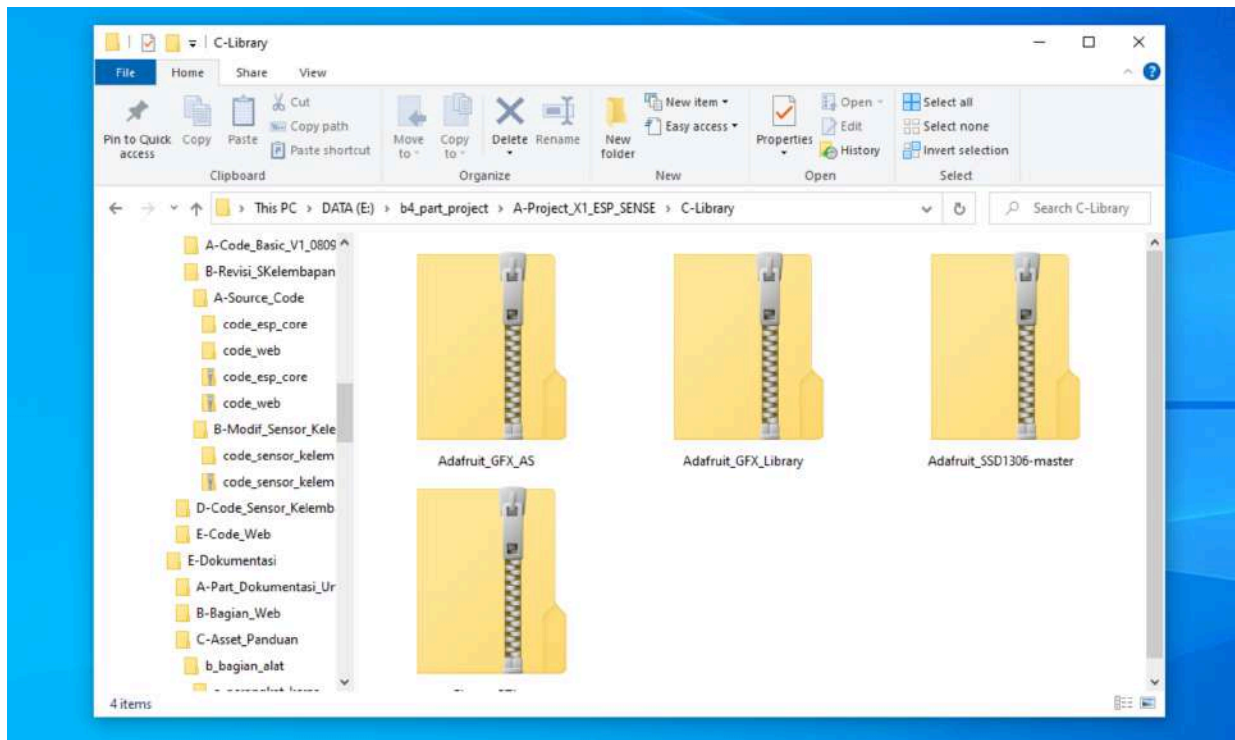 C-Library
File Home Share View
Pin to Quick access
Copy
Paste
Cut
Copy path
Paste shortcut
Clipboard
Move to
Copy to
Delete
Rename
Organize
New folder
New item
Easy access
New
Properties
Open
Edit
History
Open
Select all
Select none
Invert selection
Select
This PC > DATA (E:) > b4_part_project > A-Project_X1_ESP_SENSE > C-Library
Search C-Library
A-Code_Basic_V1_0809
B-Revisi_SKelembapan
A-Source_Code
code_esp_core
code_web
code_esp_core
code_web
B-Modif_Sensor_Kele
code_sensor_kelem
code_sensor_kelem
D-Code_Sensor_Kelemb
E-Code_Web
E-Dokumentasi
A-Part_Dokumentasi_Ur
B-Bagian_Web
C-Asset_Panduan
b_bagian_alat
Adafruit_GFX_AS
Adafruit_GFX_Library
Adafruit_SSD1306-master
4 items